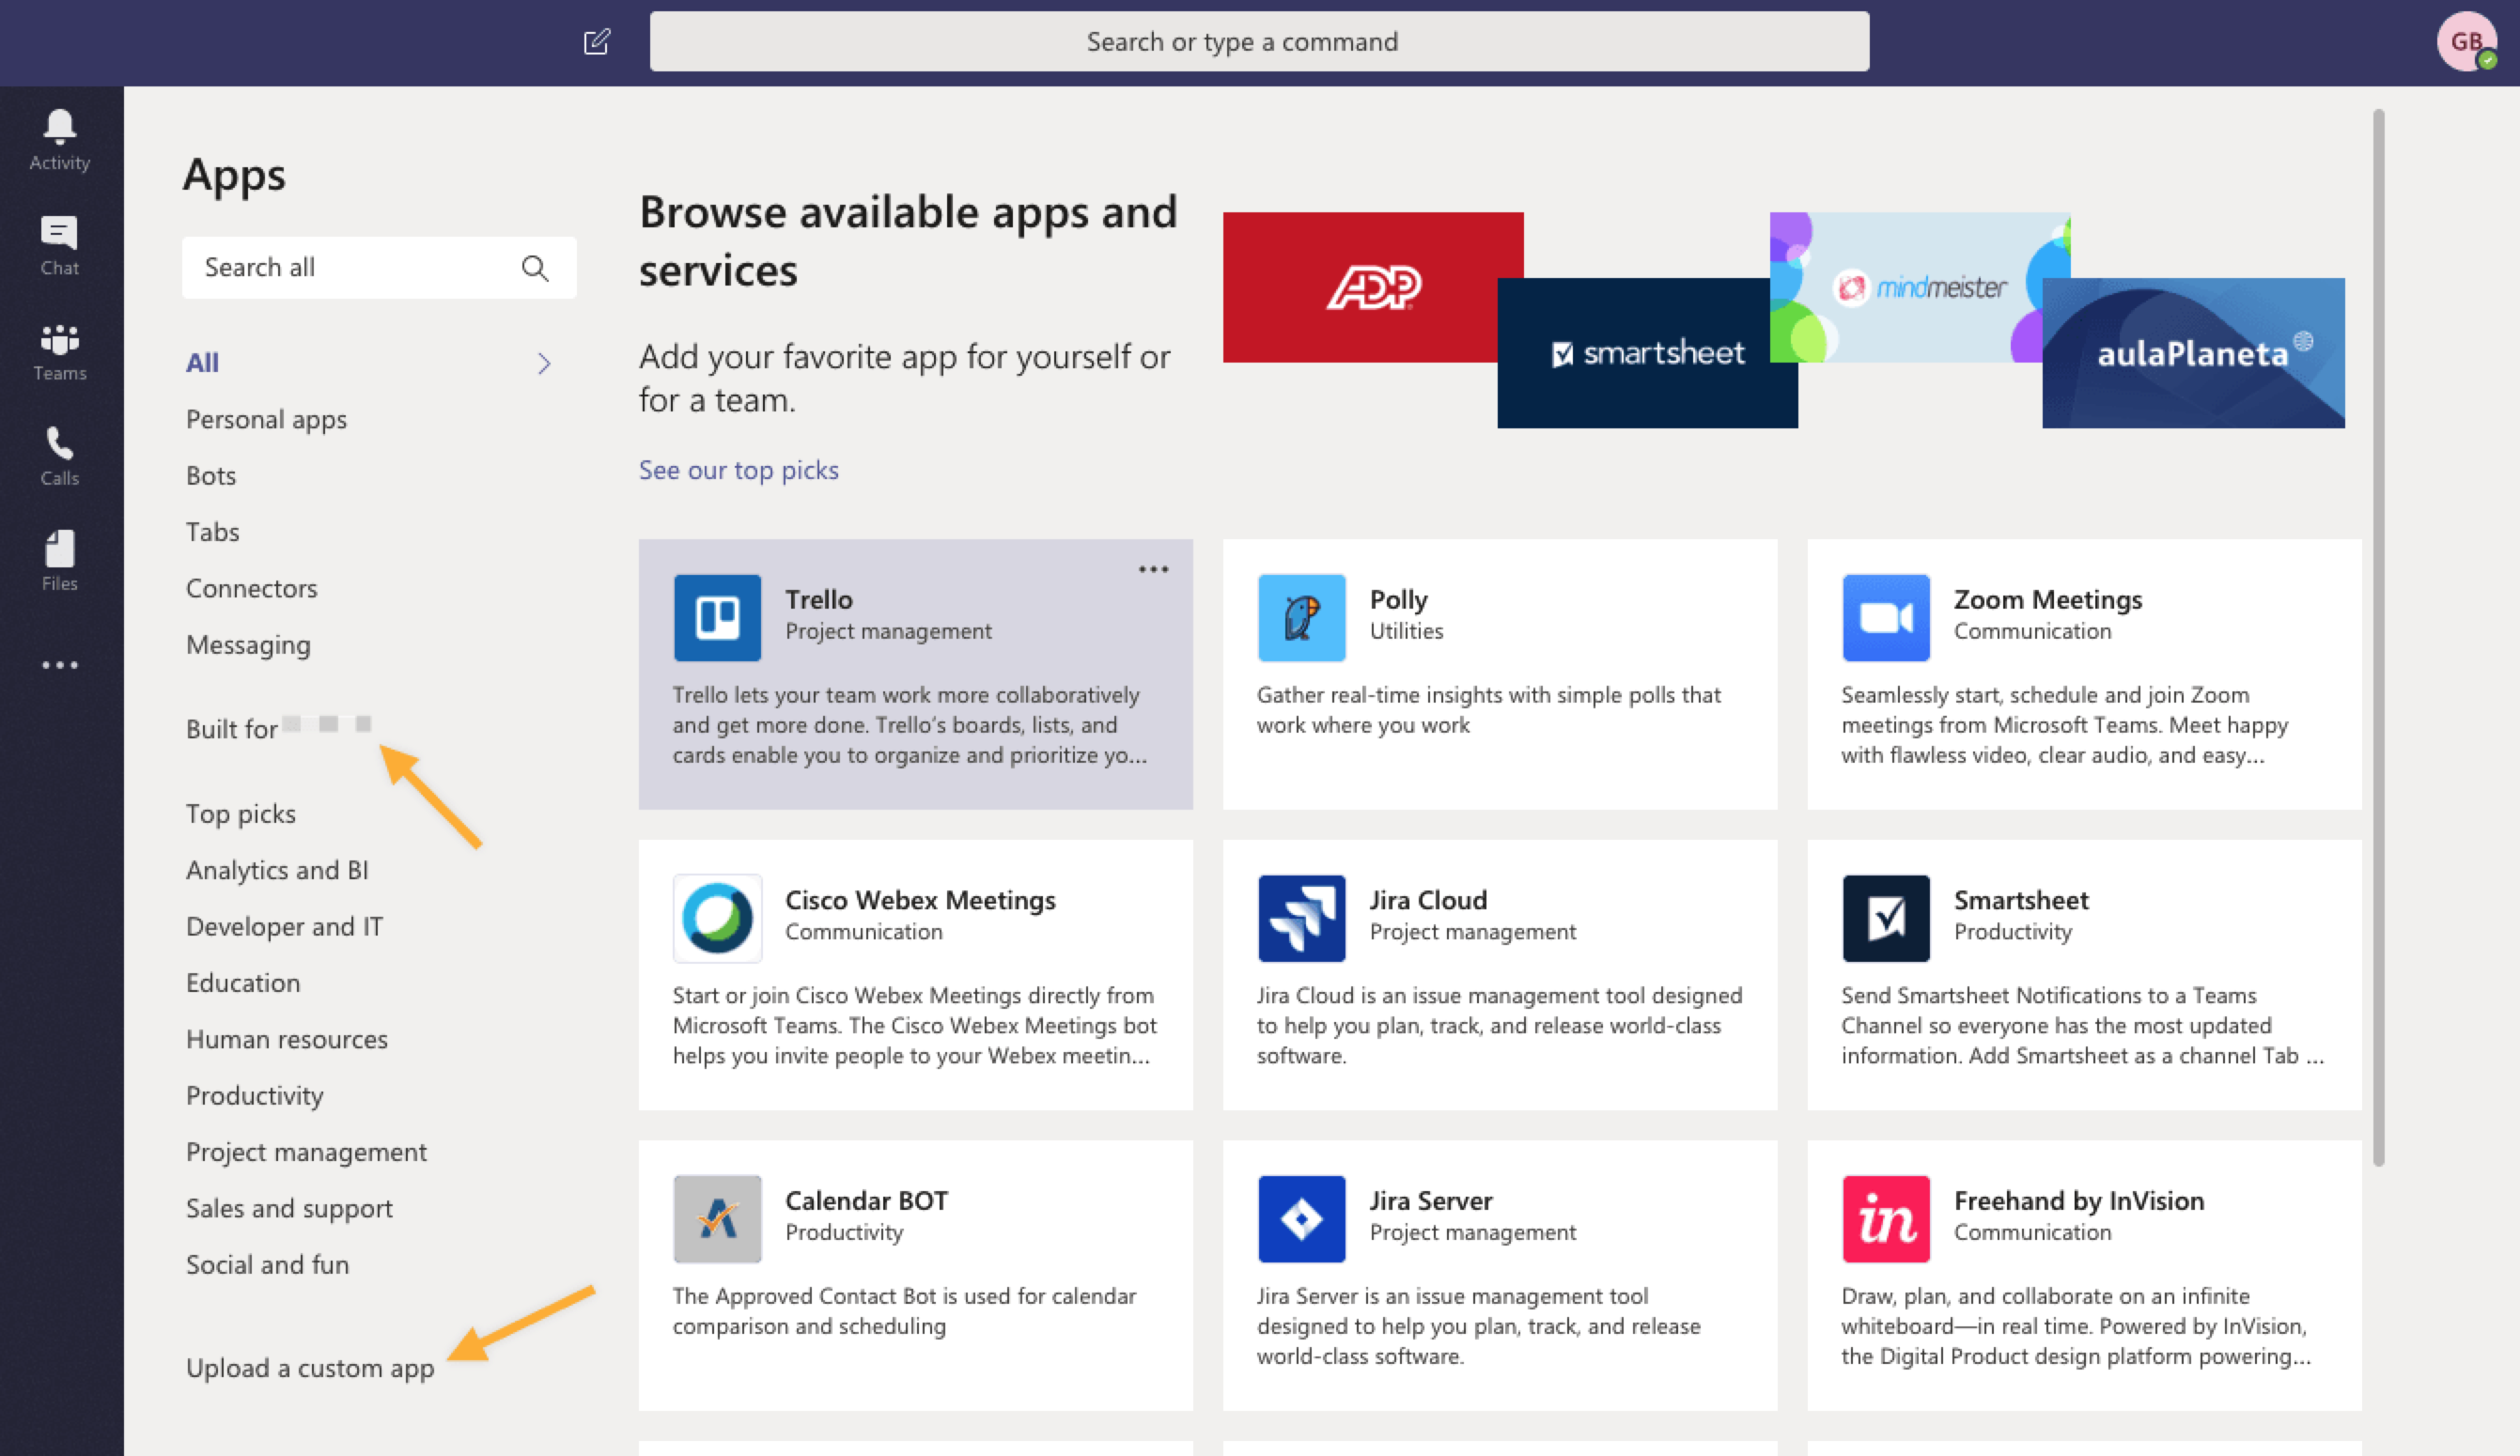 Search or type a command
GB
Activity
Chat
Teams
Calls
Files
Apps
Search all
All
Personal apps
Bots
Tabs
Connectors
Messaging
Built for
Top picks
Analytics and BI
Developer and IT
Education
Human resources
Productivity
Project management
Sales and support
Social and fun
Upload a custom app
Browse available apps and
services
Add your favorite app for yourself or
for a team.
See our top picks
ADP
smartsheet
mindmeister
aulaPlaneta
Trello
Project management
Trello lets your team work more collaboratively
and get more done. Trello's boards, lists, and
cards enable you to organize and prioritize yo...
Polly
Utilities
Gather real-time insights with simple polls that
work where you work
Zoom Meetings
Communication
Seamlessly start, schedule and join Zoom
meetings from Microsoft Teams. Meet happy
with flawless video, clear audio, and easy...
Cisco Webex Meetings
Communication
Start or join Cisco Webex Meetings directly from
Microsoft Teams. The Cisco Webex Meetings bot
helps you invite people to your Webex meetin...
Jira Cloud
Project management
Jira Cloud is an issue management tool designed
to help you plan, track, and release world-class
software.
Smartsheet
Productivity
Send Smartsheet Notifications to a Teams
Channel so everyone has the most updated
information. Add Smartsheet as a channel Tab ...
Calendar BOT
Productivity
The Approved Contact Bot is used for calendar
comparison and scheduling
Jira Server
Project management
Jira Server is an issue management tool
designed to help you plan, track, and release
world-class software.
in
Freehand by InVision
Communication
Draw, plan, and collaborate on an infinite
whiteboard—in real time. Powered by InVision,
the Digital Product design platform powering...